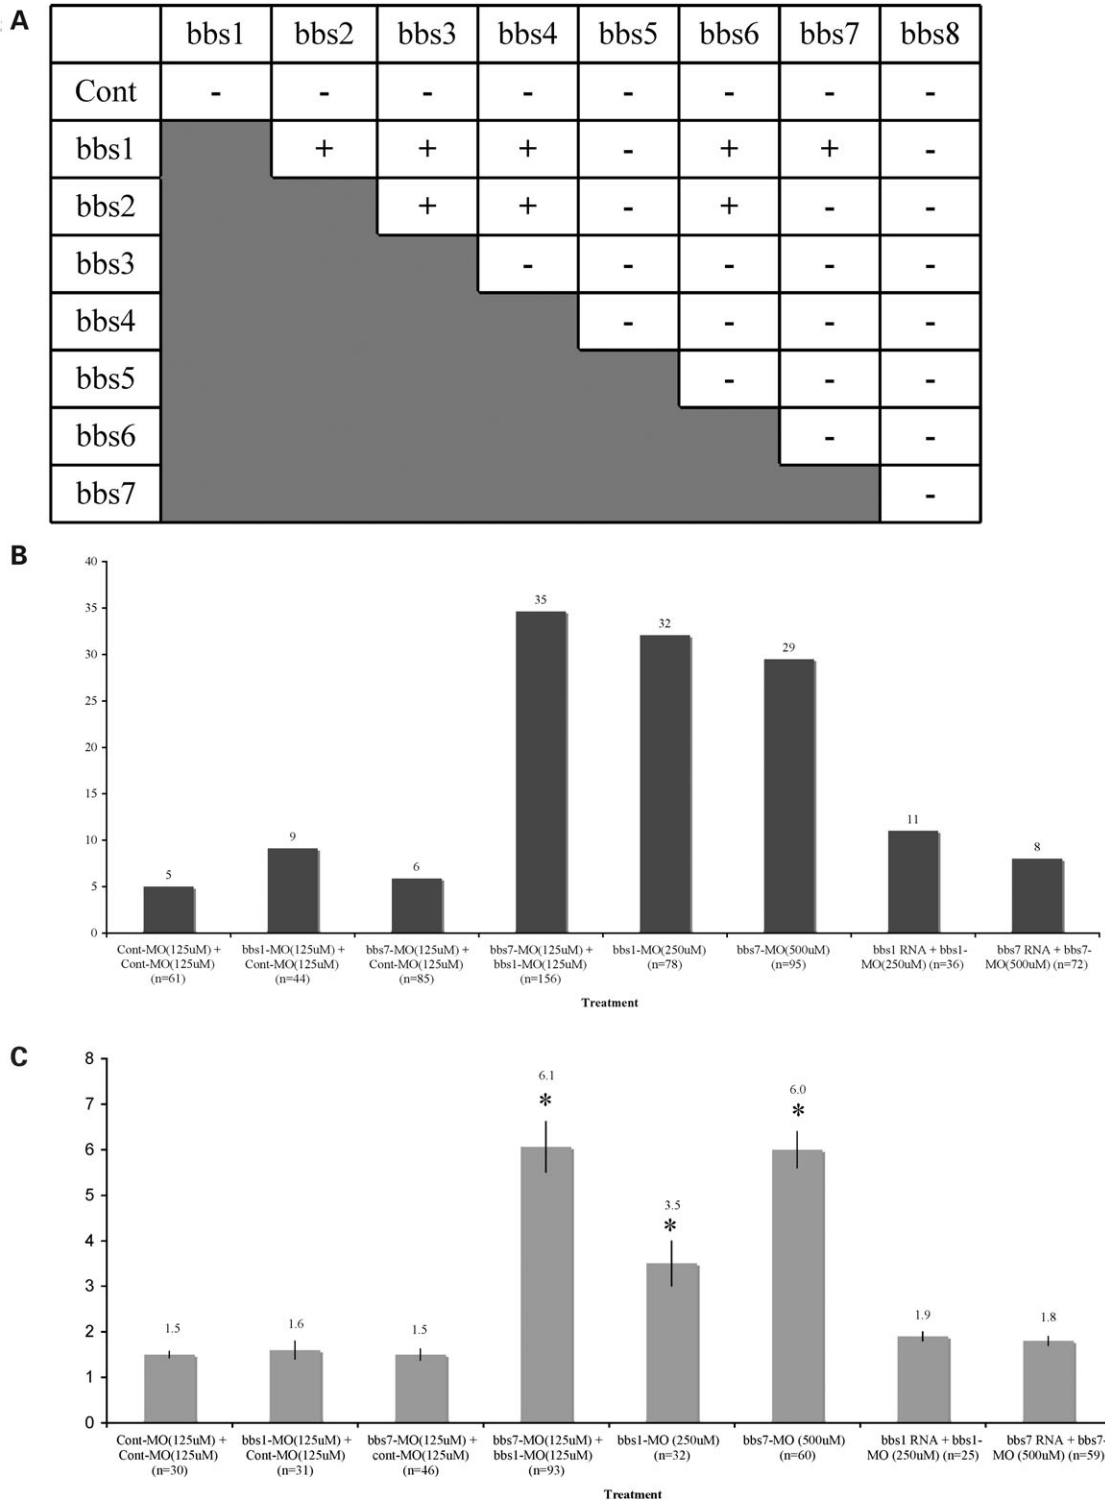 A
bbs1 bbs2 bbs3 bbs4 bbs5 bbs6 bbs7 bbs8
Cont - - - - - - - -
bbs1 + + + - + + -
bbs2 + + - + - -
bbs3 - - - - -
bbs4 - - - -
bbs5 - - -
bbs6 - -
bbs7 -
B
40
35
30
25
20
15
10
5
0
5
9
6
35
32
29
11
8
Cont-MO(125uM) +
Cont-MO(125uM)
(n=61)
bbs1-MO(125uM) +
Cont-MO(125uM)
(n=44)
bbs7-MO(125uM) +
Cont-MO(125uM)
(n=85)
bbs7-MO(125uM) +
bbs1-MO(125uM)
(n=156)
bbs1-MO(250uM)
(n=78)
bbs7-MO(500uM)
(n=95)
bbs1 RNA + bbs1-
MO(250uM) (n=36)
bbs7 RNA + bbs7-
MO(500uM) (n=72)
Treatment
C
8
7
6
5
4
3
2
1
0
1.5
1.6
1.5
6.1
*
3.5
*
6.0
*
1.9
1.8
Cont-MO(125uM) +
Cont-MO(125uM)
(n=30)
bbs1-MO(125uM) +
Cont-MO(125uM)
(n=31)
bbs7-MO(125uM) +
cont-MO(125uM)
(n=46)
bbs7-MO(125uM) +
bbs1-MO(125uM)
(n=93)
bbs1-MO (250uM)
(n=32)
bbs7-MO (500uM)
(n=60)
bbs1 RNA + bbs1-
MO (250uM) (n=25)
bbs7 RNA + bbs7-
MO (500uM) (n=59)
Treatment